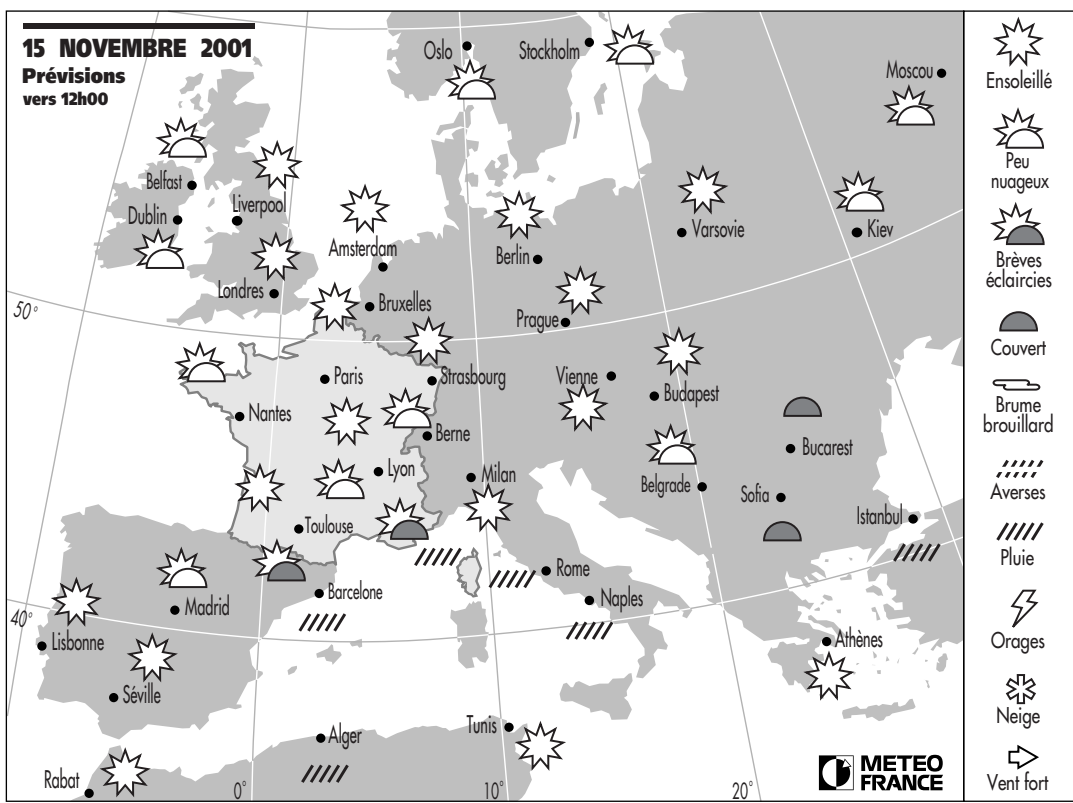 15 NOVEMBRE 2001
Prévisions
vers 12h00
Oslo
Stockholm
Moscou
Belfast
Dublin
Liverpool
Amsterdam
Berlin
Varsovie
Kiev
Londres
Bruxelles
50°
Prague
Paris
Strasbourg
Vienne
Budapest
Nantes
Berne
Bucarest
Lyon
Milan
Belgrade
Sofia
Istanbul
Toulouse
Rome
Barcelone
Naples
Madrid
40°
Lisbonne
Athènes
Séville
Tunis
Alger
Rabat
0°
10°
20°
METEO
FRANCE
Ensoleillé
Peu
nuageux
Brèves
éclaircies
Couvert
Brume
brouillard
Averses
Pluie
Orages
Neige
Vent fort